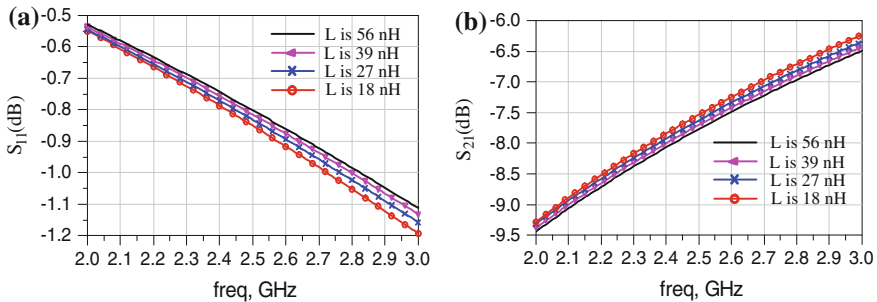 (a)
-0.5
-0.6
-0.7
-0.8
-0.9
-1.0
-1.1
-1.2
S11(dB)
L is 56 nH
L is 39 nH
L is 27 nH
L is 18 nH
2.0 2.1 2.2 2.3 2.4 2.5 2.6 2.7 2.8 2.9 3.0
freq, GHz
(b)
-6.0
-6.5
-7.0
-7.5
-8.0
-8.5
-9.0
-9.5
S21(dB)
L is 56 nH
L is 39 nH
L is 27 nH
L is 18 nH
2.0 2.1 2.2 2.3 2.4 2.5 2.6 2.7 2.8 2.9 3.0
freq, GHz